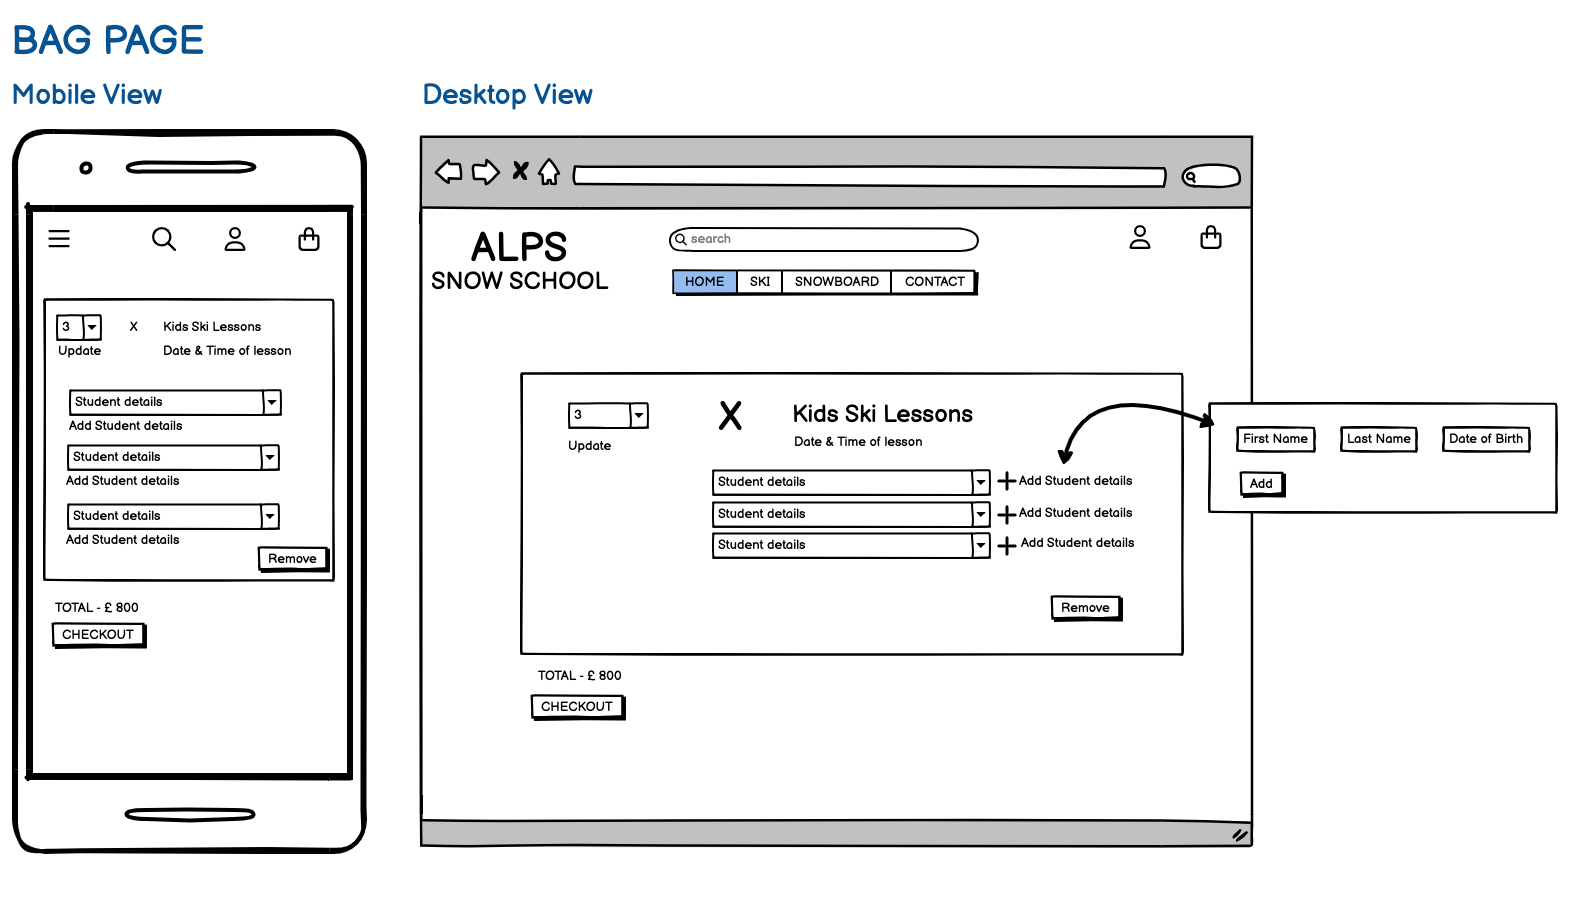 BAG PAGE
Mobile View
3
X
Kids Ski Lessons
Update
Date & Time of lesson
Student details
Add Student details
Student details
Add Student details
Student details
Add Student details
Remove
TOTAL - £ 800
CHECKOUT
Desktop View
ALPS
SNOW SCHOOL
search
HOME SKI SNOWBOARD CONTACT
3
X
Kids Ski Lessons
Update
Date & Time of lesson
Student details
Add Student details
Student details
Add Student details
Student details
Add Student details
Remove
TOTAL - £ 800
CHECKOUT
First Name Last Name Date of Birth
Add